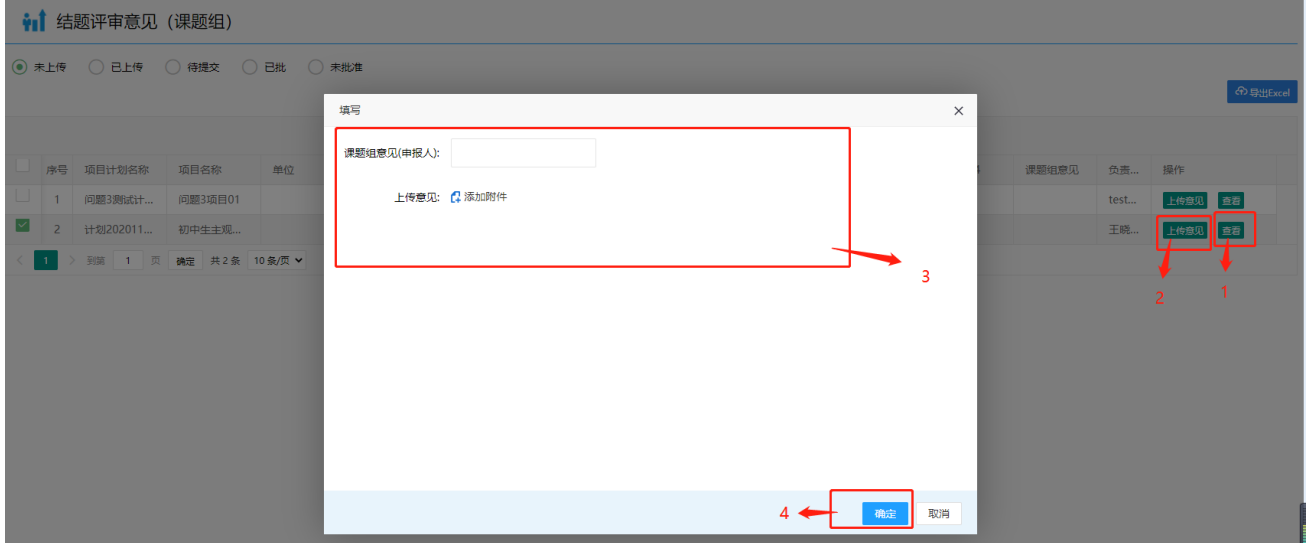 结题评审意见（课题组）
未上传 已上传 待提交 已批 未批准
导出Excel
填写
课题组意见(申报人):
上传意见: 添加附件
序号 项目计划名称 项目名称 单位 课题组意见 负责... 操作
1 问题3测试计... 问题3项目01 test... 上传意见 查看
2 计划202011... 初中生主观... 王晓... 上传意见 查看
1 到第 1 页 确定 共 2 条 10 条/页
3
2 1
4 确定 取消